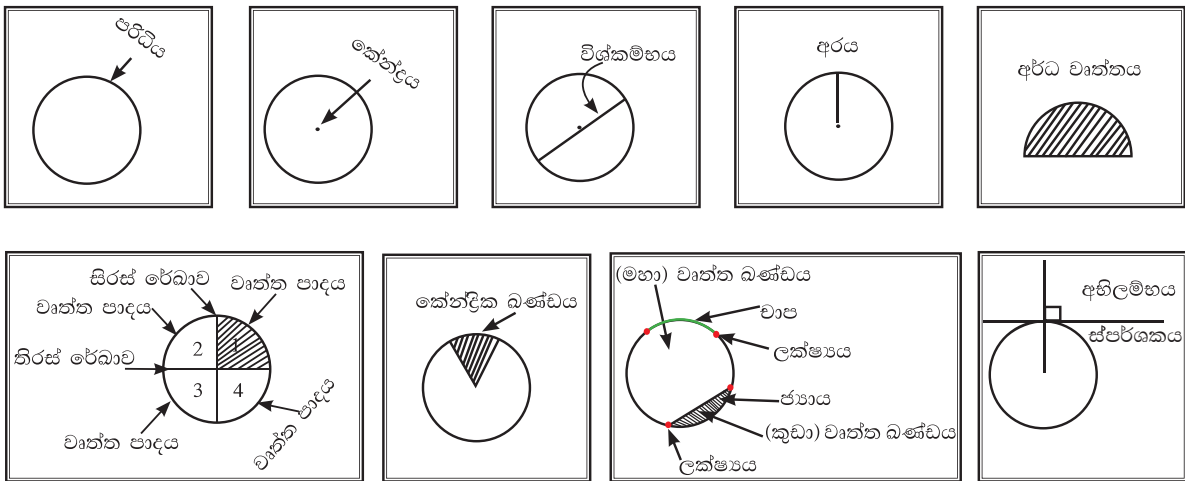 පරිධිය
කේන්ද්‍රය
විශ්කම්භය
අරය
අර්ධ වෘත්තය
සිරස් රේඛාව
වෘත්ත පාදය
වෘත්ත පාදය
තිරස් රේඛාව
2
1
3
4
වෘත්ත පාදය
වෘත්ත පාදය
කේන්ද්‍රික ඛණ්ඩය
(මහා) වෘත්ත ඛණ්ඩය
චාප
ලක්ෂ්‍යය
ජ්‍යාය
(කුඩා) වෘත්ත ඛණ්ඩය
ලක්ෂ්‍යය
අභිලම්භය
ස්පර්ශකය